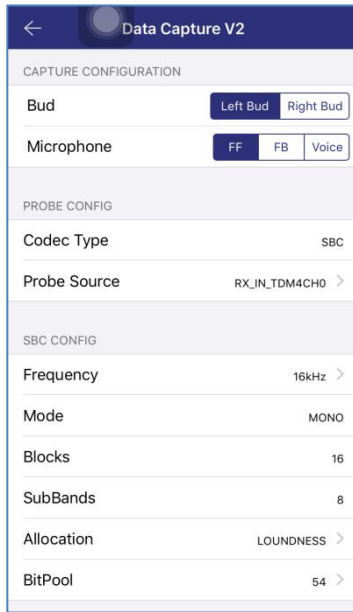 Data Capture V2
CAPTURE CONFIGURATION
Bud Left Bud Right Bud
Microphone FF FB Voice
PROBE CONFIG
Codec Type SBC
Probe Source RX_IN_TDM4CH0
SBC CONFIG
Frequency 16kHz
Mode MONO
Blocks 16
SubBands 8
Allocation LOUNDNESS
BitPool 54